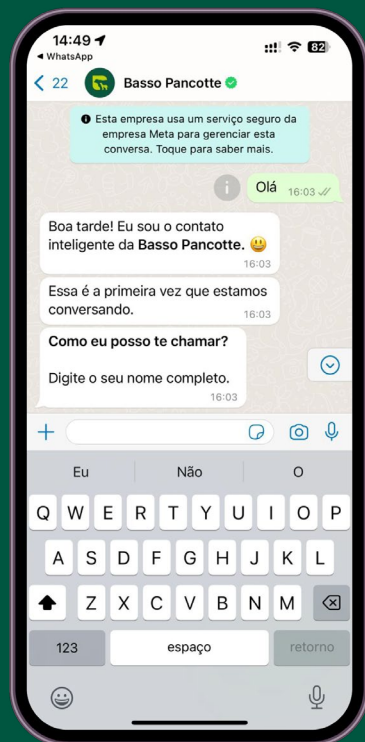 14:49
WhatsApp
82
22
Basso Pancotte
Esta empresa usa um serviço seguro da
empresa Meta para gerenciar esta
conversa. Toque para saber mais.
Olá 16:03
Boa tarde! Eu sou o contato
inteligente da Basso Pancotte. 😃
16:03
Essa é a primeira vez que estamos
conversando. 16:03
Como eu posso te chamar?
Digite o seu nome completo.
16:03
Eu Não O
Q W E R T Y U I O P
A S D F G H J K L
Z X C V B N M
123 espaço retorno